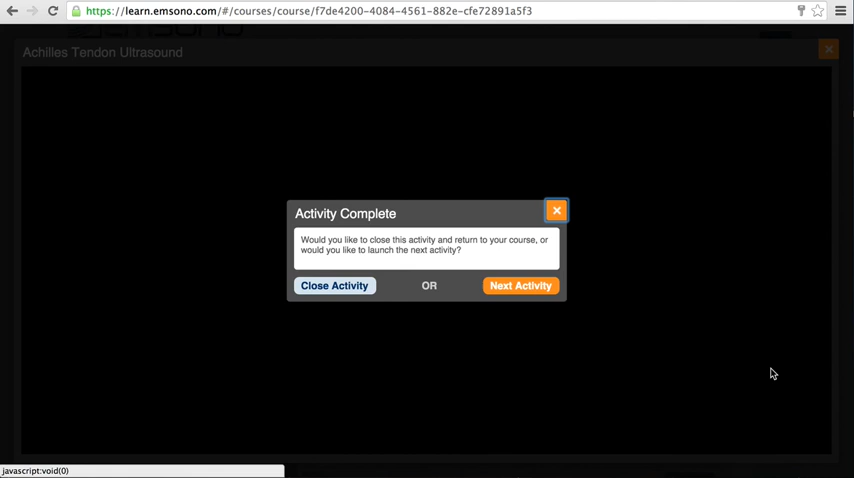 https://learn.emsono.com/#/courses/course/f7de4200-4084-4561-882e-cfe72891a5f3
Achilles Tendon Ultrasound
Activity Complete
Would you like to close this activity and return to your course, or
would you like to launch the next activity?
Close Activity OR Next Activity
javascript:void(0)